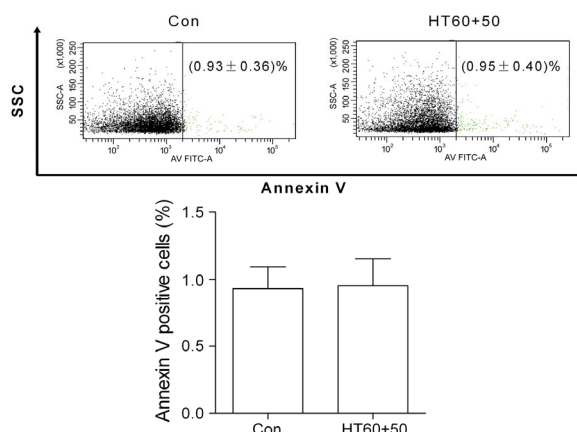 Con
HT60+50
SSC
SSC-A
(x1,000)
250
200
150
100
50
(0.93±0.36)%
10²
10³
10⁴
10⁵
AV FITC-A
SSC-A
(x1,000)
250
200
150
100
50
(0.95±0.40)%
10²
10³
10⁴
10⁵
AV FITC-A
Annexin V
Annexin V positive cells (%)
1.5
1.0
0.5
0.0
Con
HT60+50